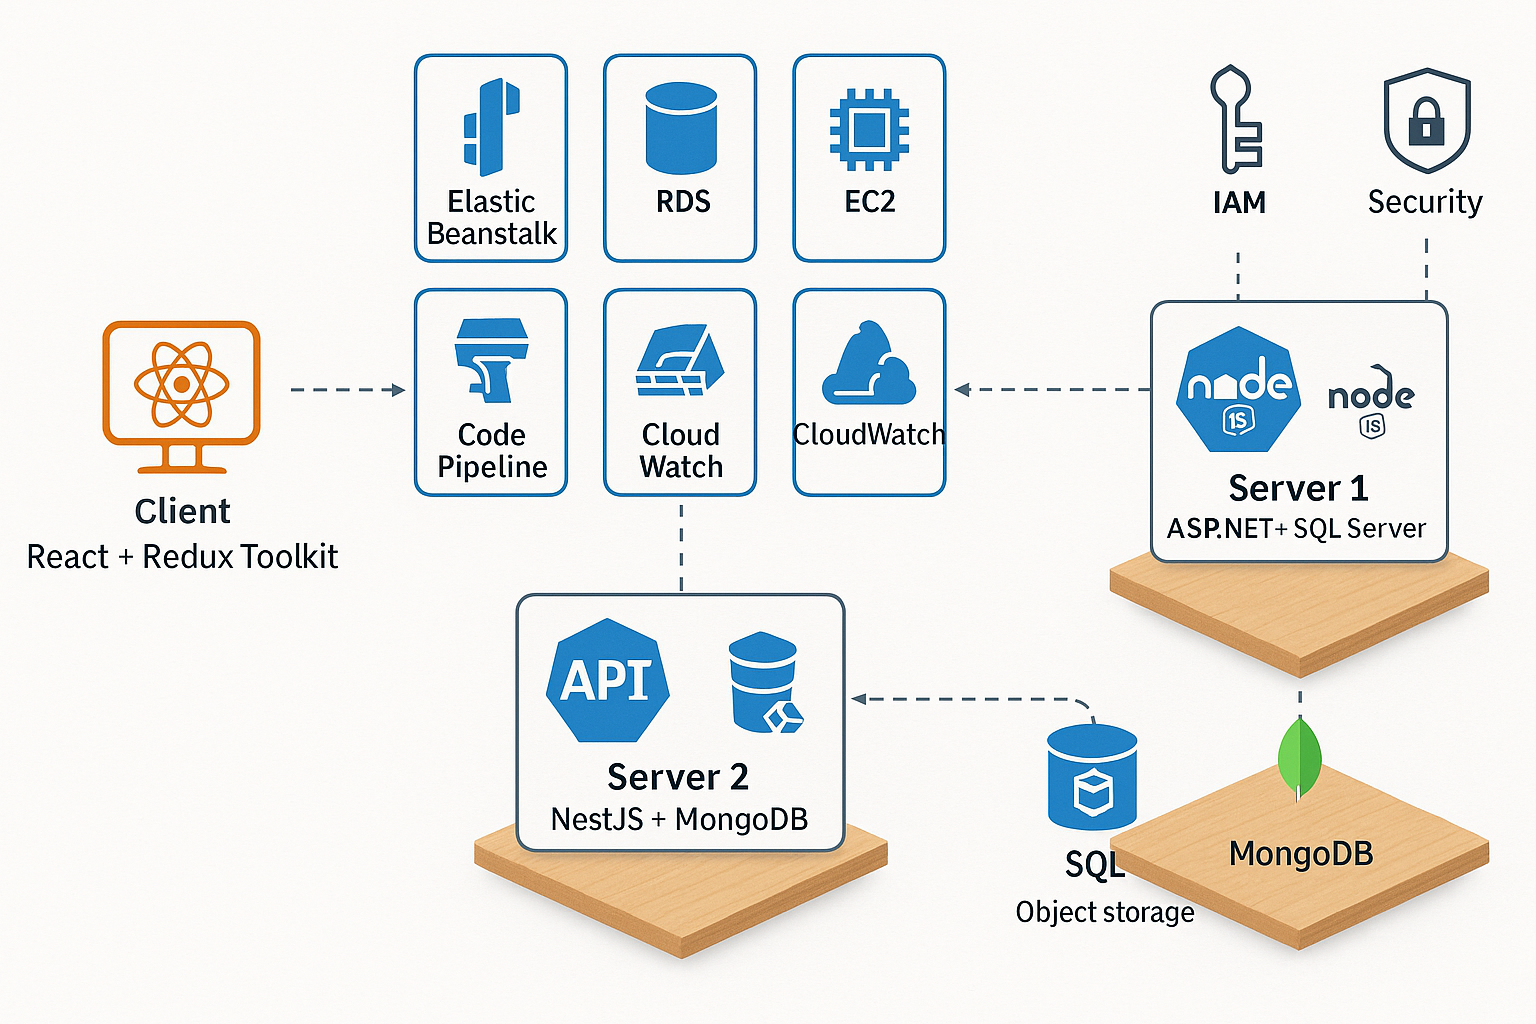 Elastic
Beanstalk
RDS
EC2
IAM
Security
Code
Pipeline
Cloud
Watch
CloudWatch
node
JS
node
JS
Server 1
ASP.NET+ SQL Server
Client
React + Redux Toolkit
API
Server 2
NestJS + MongoDB
SQL
Object storage
MongoDB